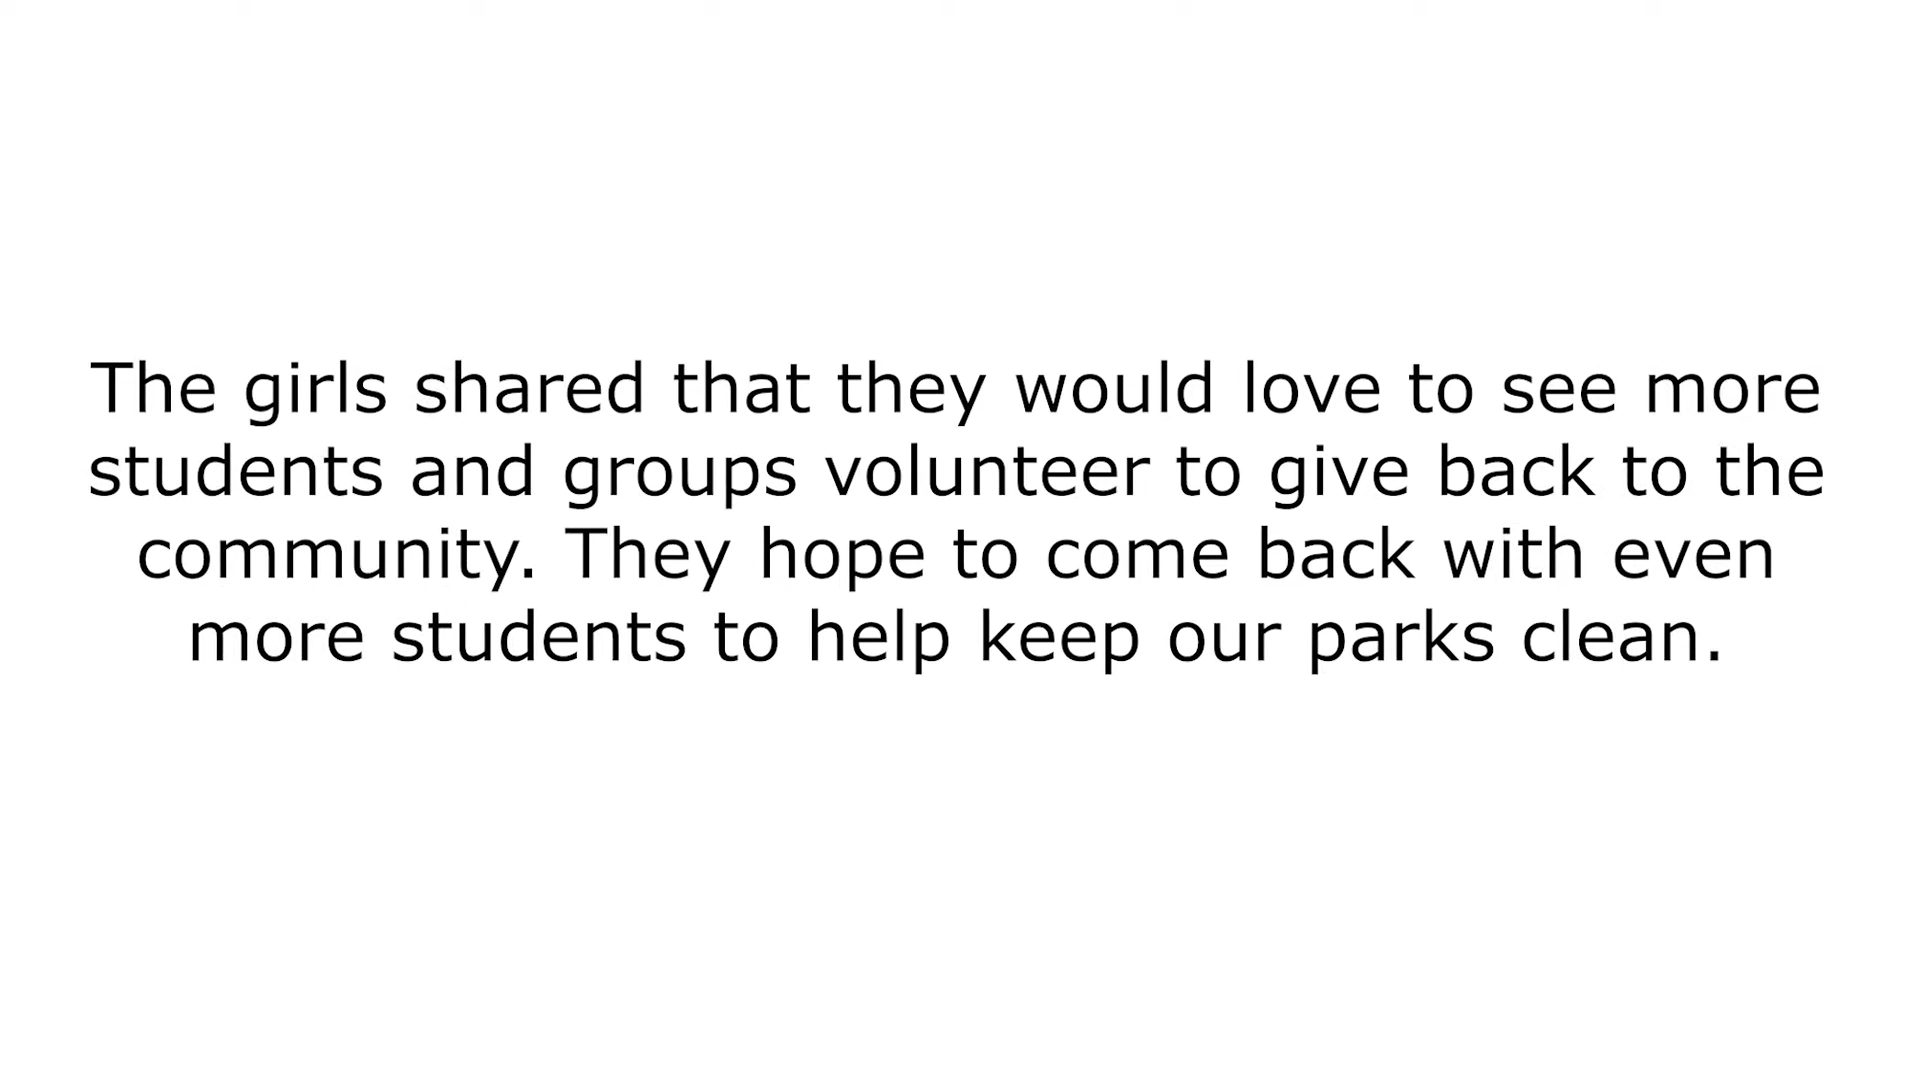 The girls shared that they would love to see more
students and groups volunteer to give back to the
community. They hope to come back with even
more students to help keep our parks clean.